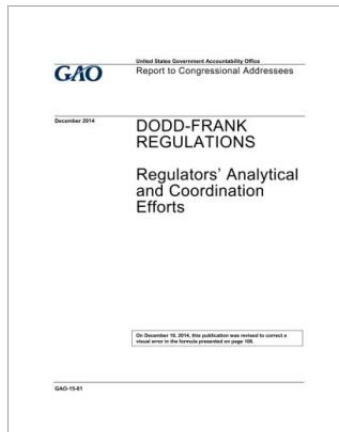 United States Government Accountability Office
GAO
Report to Congressional Addressees
December 2014
DODD-FRANK
REGULATIONS
Regulators' Analytical
and Coordination
Efforts
On December 18, 2014, this publication was revised to correct a
visual error in the formula presented on page 108.
GAO-15-81